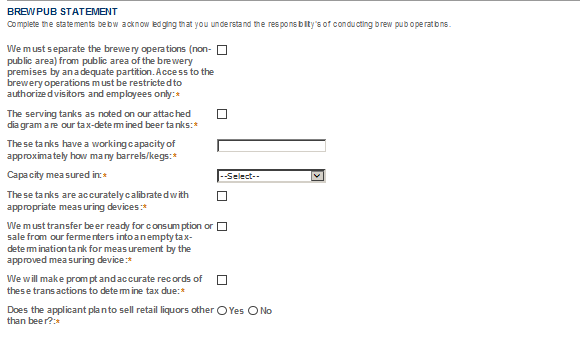 BREWPUB STATEMENT
Complete the statements below acknowledging that you understand the responsiblity's of conducting brew pub operations.
We must separate the brewery operations (non-
public area) from public area of the brewery
premises by an adequate partition. Access to the
brewery operations must be restricted to
authorized visitors and employees only:*
The serving tanks as noted on our attached
diagram are our tax-determined beer tanks:*
These tanks have a working capacity of
approximately how many barrels/kegs:*
Capacity measured in:* --Select--
These tanks are accurately calibrated with
appropriate measuring devices:*
We must transfer beer ready for consumption or
sale from our fermenters into an empty tax-
determination tank for measurement by the
approved measuring device:*
We will make prompt and accurate records of
these transactions to determine tax due:*
Does the applicant plan to sell retail liquors other Yes No
than beer?:*